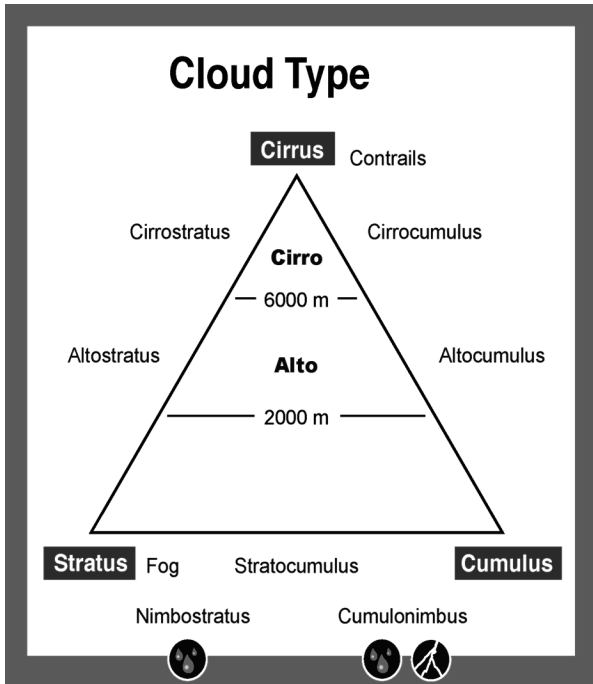 Cloud Type
Cirrus Contrails
Cirrostratus Cirrocumulus
Cirro
6000 m
Altostratus Altocumulus
Alto
2000 m
Stratus Fog Stratocumulus Cumulus
Nimbostratus Cumulonimbus